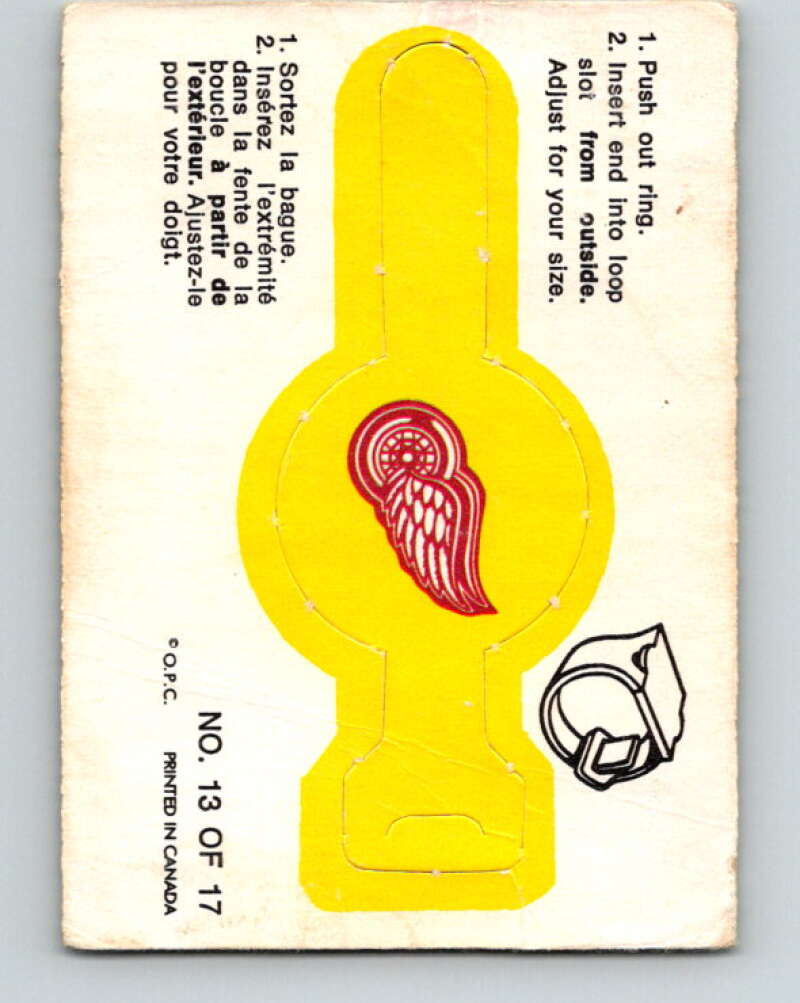 1. Push out ring.
2. Insert end into loop
slot from outside.
Adjust for your size.
1. Sortez la bague.
2. Insérez l'extrémité
dans la fente de la
boucle à partir de
l'extérieur. Ajustez-le
pour votre doigt.
NO. 13 OF 17
© O.P.C. PRINTED IN CANADA